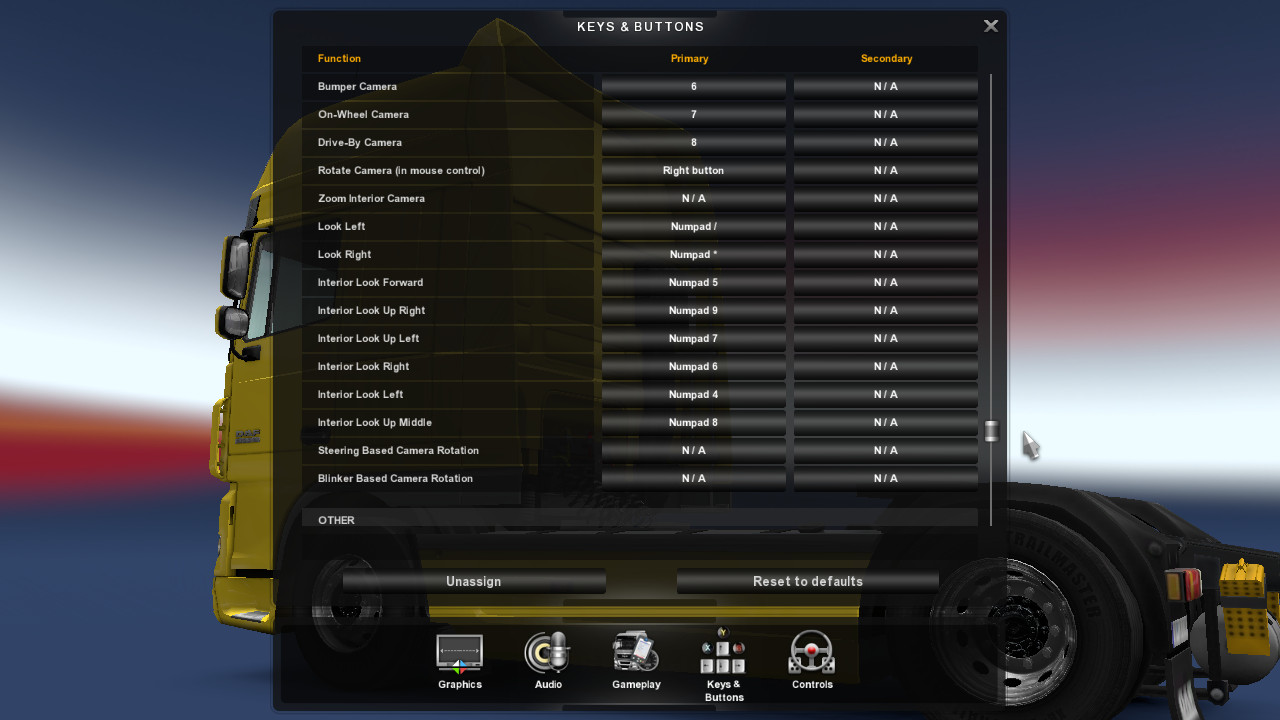 KEYS & BUTTONS
Function Primary Secondary
Bumper Camera 6 N / A
On-Wheel Camera 7 N / A
Drive-By Camera 8 N / A
Rotate Camera (in mouse control) Right button N / A
Zoom Interior Camera N / A N / A
Look Left Numpad / N / A
Look Right Numpad * N / A
Interior Look Forward Numpad 5 N / A
Interior Look Up Right Numpad 9 N / A
Interior Look Up Left Numpad 7 N / A
Interior Look Right Numpad 6 N / A
Interior Look Left Numpad 4 N / A
Interior Look Up Middle Numpad 8 N / A
Steering Based Camera Rotation N / A N / A
Blinker Based Camera Rotation N / A N / A
OTHER
TRAILMASTER
Unassign Reset to defaults
Graphics Audio Gameplay Keys & Controls
Buttons